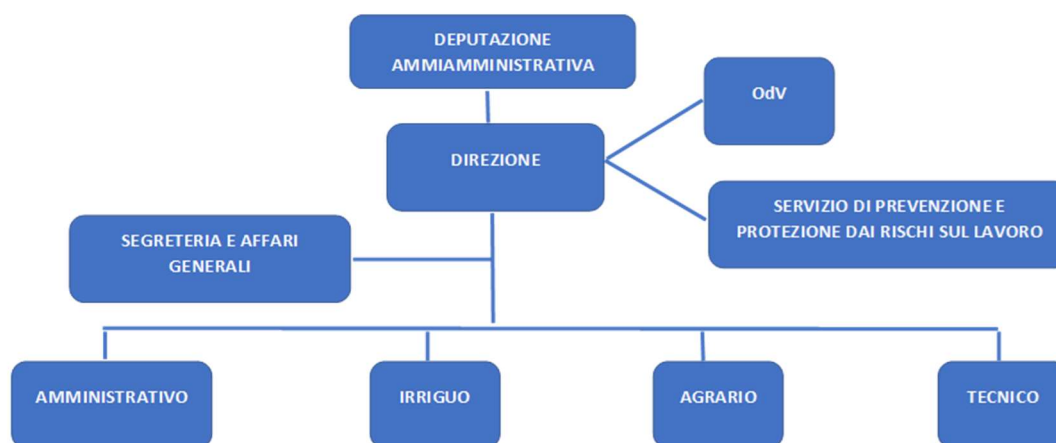 DEPUTAZIONE
AMMIAMMINISTRATIVA
OdV
DIREZIONE
SERVIZIO DI PREVENZIONE E
PROTEZIONE DAI RISCHI SUL LAVORO
SEGRETERIA E AFFARI
GENERALI
AMMINISTRATIVO
IRRIGUO
AGRARIO
TECNICO